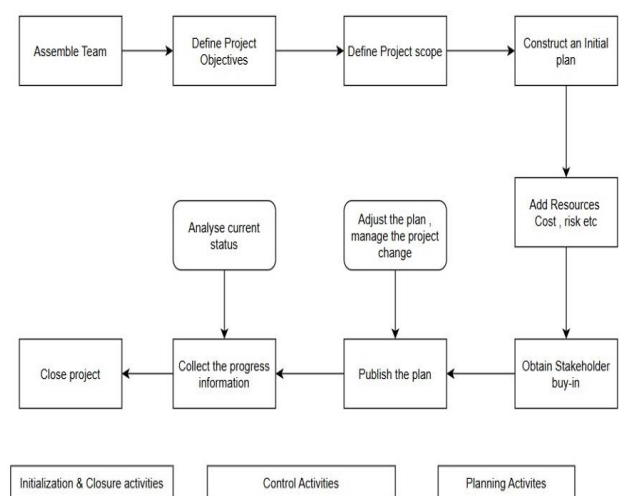 Assemble Team
Define Project
Objectives
Define Project scope
Construct an Initial
plan
Add Resources
Cost , risk etc
Analyse current
status
Adjust the plan ,
manage the project
change
Close project
Collect the progress
information
Publish the plan
Obtain Stakeholder
buy-in
Initialization & Closure activities
Control Activities
Planning Activites